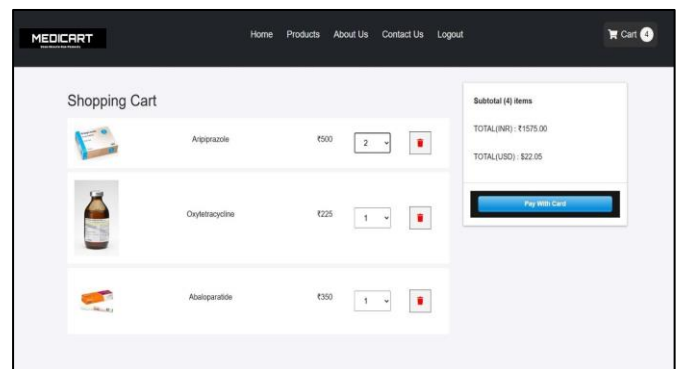 MEDICART
Home Products About Us Contact Us Logout
Cart 4
Shopping Cart
Aripiprazole ₹500 2
Oxytetracycline ₹225 1
Abaloparatide ₹350 1
Subtotal (4) items
TOTAL(INR) : ₹1575.00
TOTAL(USD) : $22.05
Pay With Card